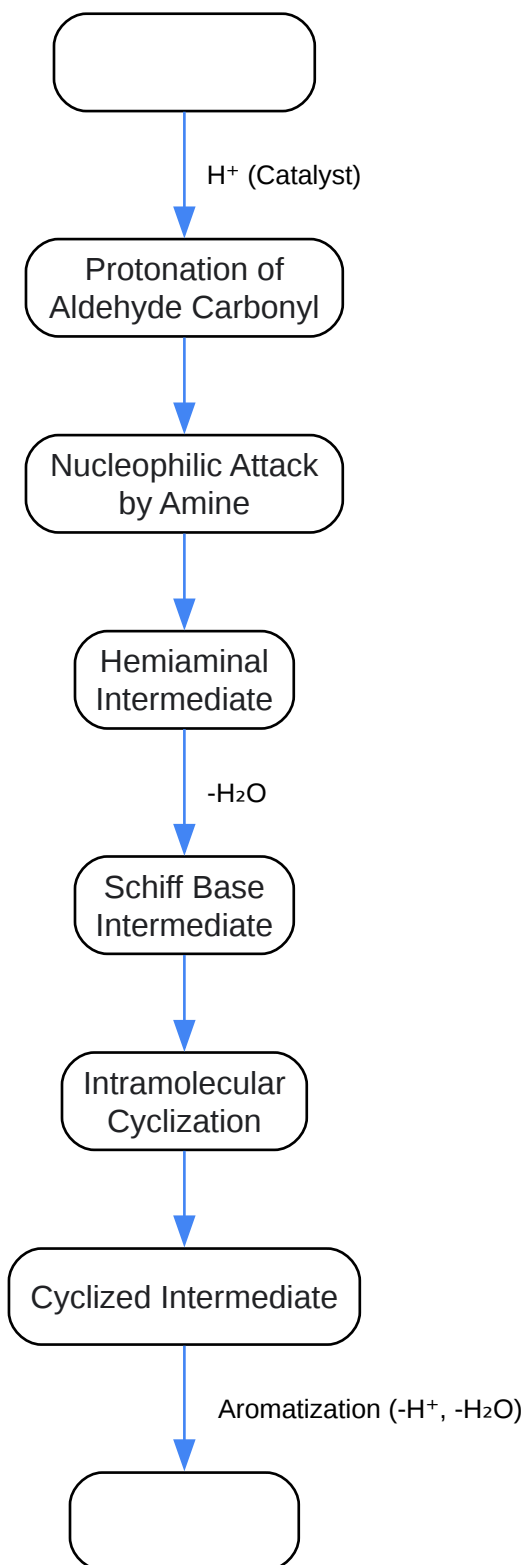 H⁺ (Catalyst)
Protonation of
Aldehyde Carbonyl
Nucleophilic Attack
by Amine
Hemiaminal
Intermediate
-H₂O
Schiff Base
Intermediate
Intramolecular
Cyclization
Cyclized Intermediate
Aromatization (-H⁺, -H₂O)